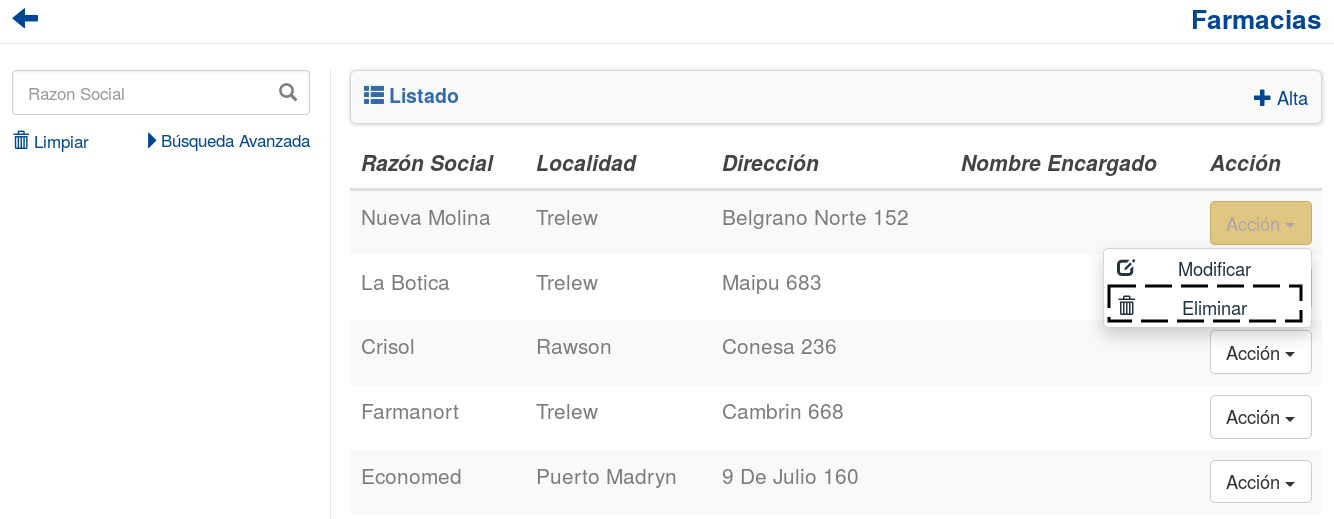 Farmacias
Razon Social
Limpiar Búsqueda Avanzada
Listado Alta
Razón Social Localidad Dirección Nombre Encargado Acción
Nueva Molina Trelew Belgrano Norte 152 Acción
Modificar
La Botica Trelew Maipu 683
Eliminar
Crisol Rawson Conesa 236 Acción
Farmanort Trelew Cambrin 668 Acción
Economed Puerto Madryn 9 De Julio 160 Acción